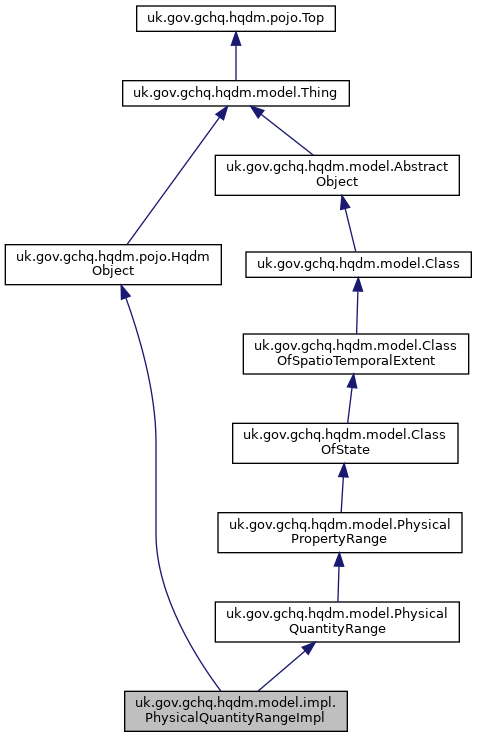 uk.gov.gchq.hqdm.pojo.Top
uk.gov.gchq.hqdm.model.Thing
uk.gov.gchq.hqdm.model.Abstract
Object
uk.gov.gchq.hqdm.pojo.Hqdm
Object
uk.gov.gchq.hqdm.model.Class
uk.gov.gchq.hqdm.model.Class
OfSpatioTemporalExtent
uk.gov.gchq.hqdm.model.Class
OfState
uk.gov.gchq.hqdm.model.Physical
PropertyRange
uk.gov.gchq.hqdm.model.Physical
QuantityRange
uk.gov.gchq.hqdm.model.impl.
PhysicalQuantityRangeImpl